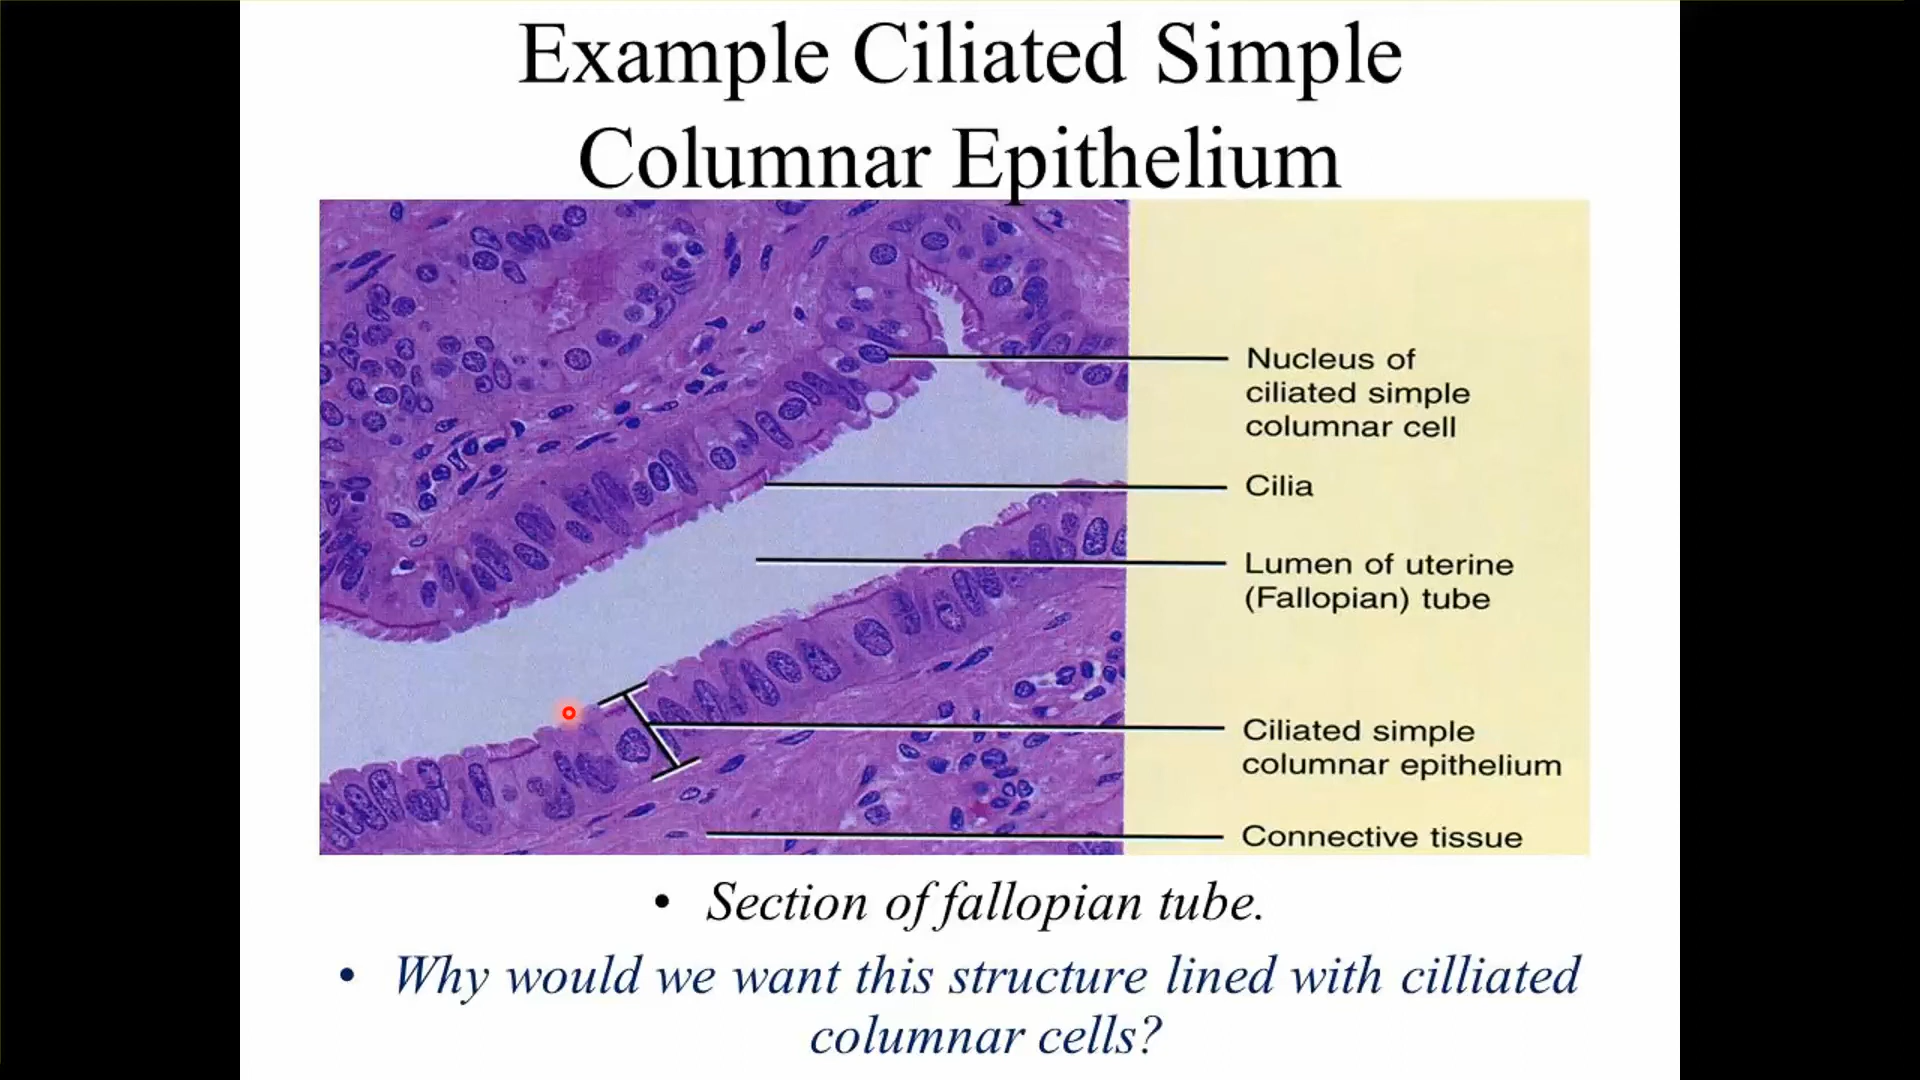 Example Ciliated Simple
Columnar Epithelium
Nucleus of
ciliated simple
columnar cell
Cilia
Lumen of uterine
(Fallopian) tube
Ciliated simple
columnar epithelium
Connective tissue
• Section of fallopian tube.
• Why would we want this structure lined with cilliated
columnar cells?